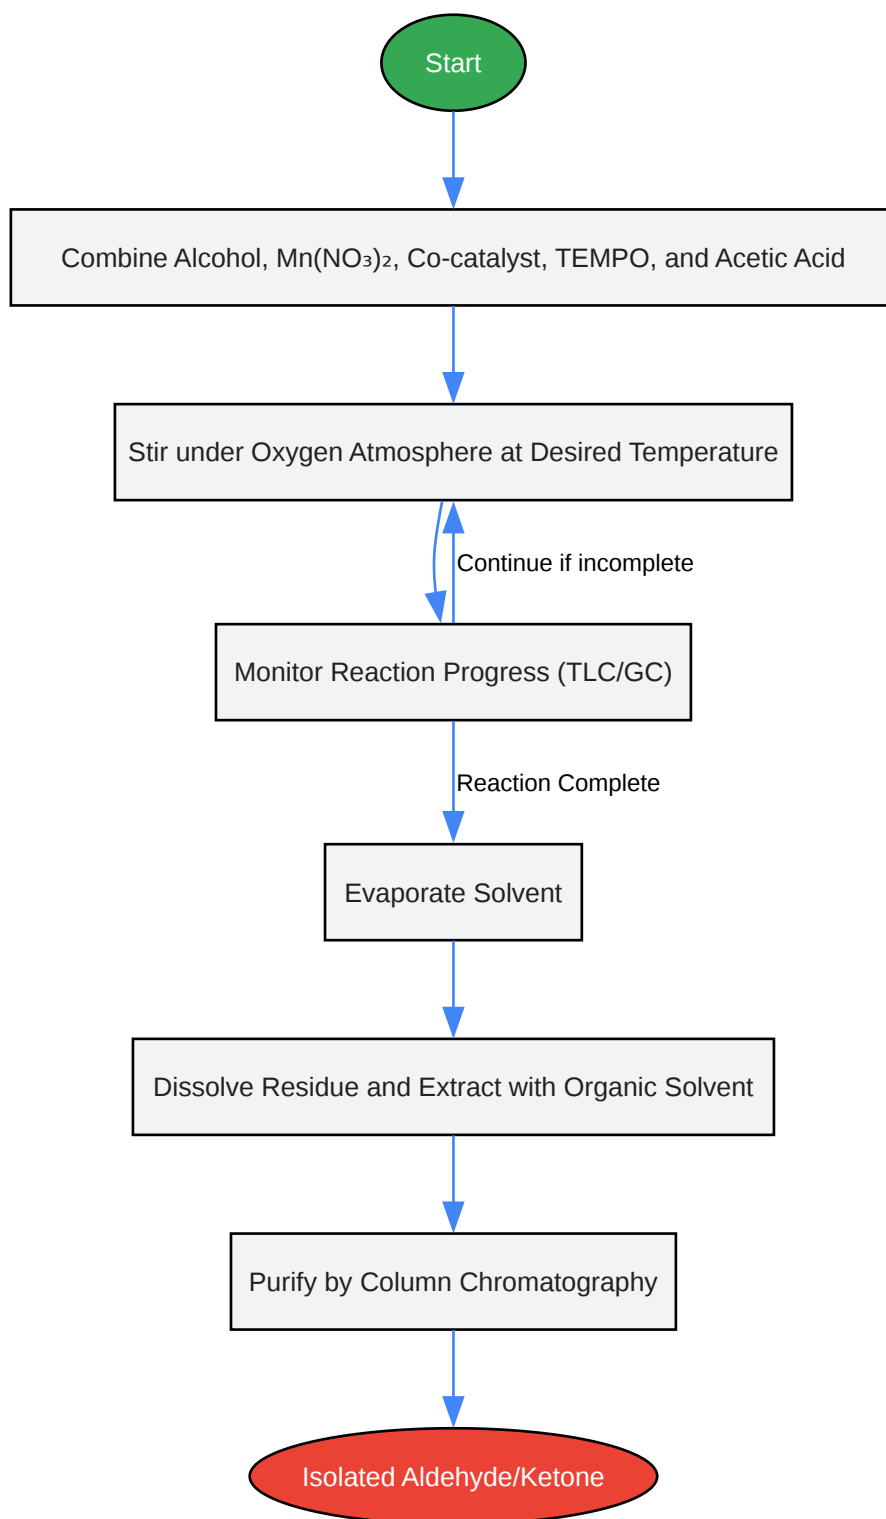 Start
Combine Alcohol, Mn(NO₃)₂, Co-catalyst, TEMPO, and Acetic Acid
Stir under Oxygen Atmosphere at Desired Temperature
Continue if incomplete
Monitor Reaction Progress (TLC/GC)
Reaction Complete
Evaporate Solvent
Dissolve Residue and Extract with Organic Solvent
Purify by Column Chromatography
Isolated Aldehyde/Ketone